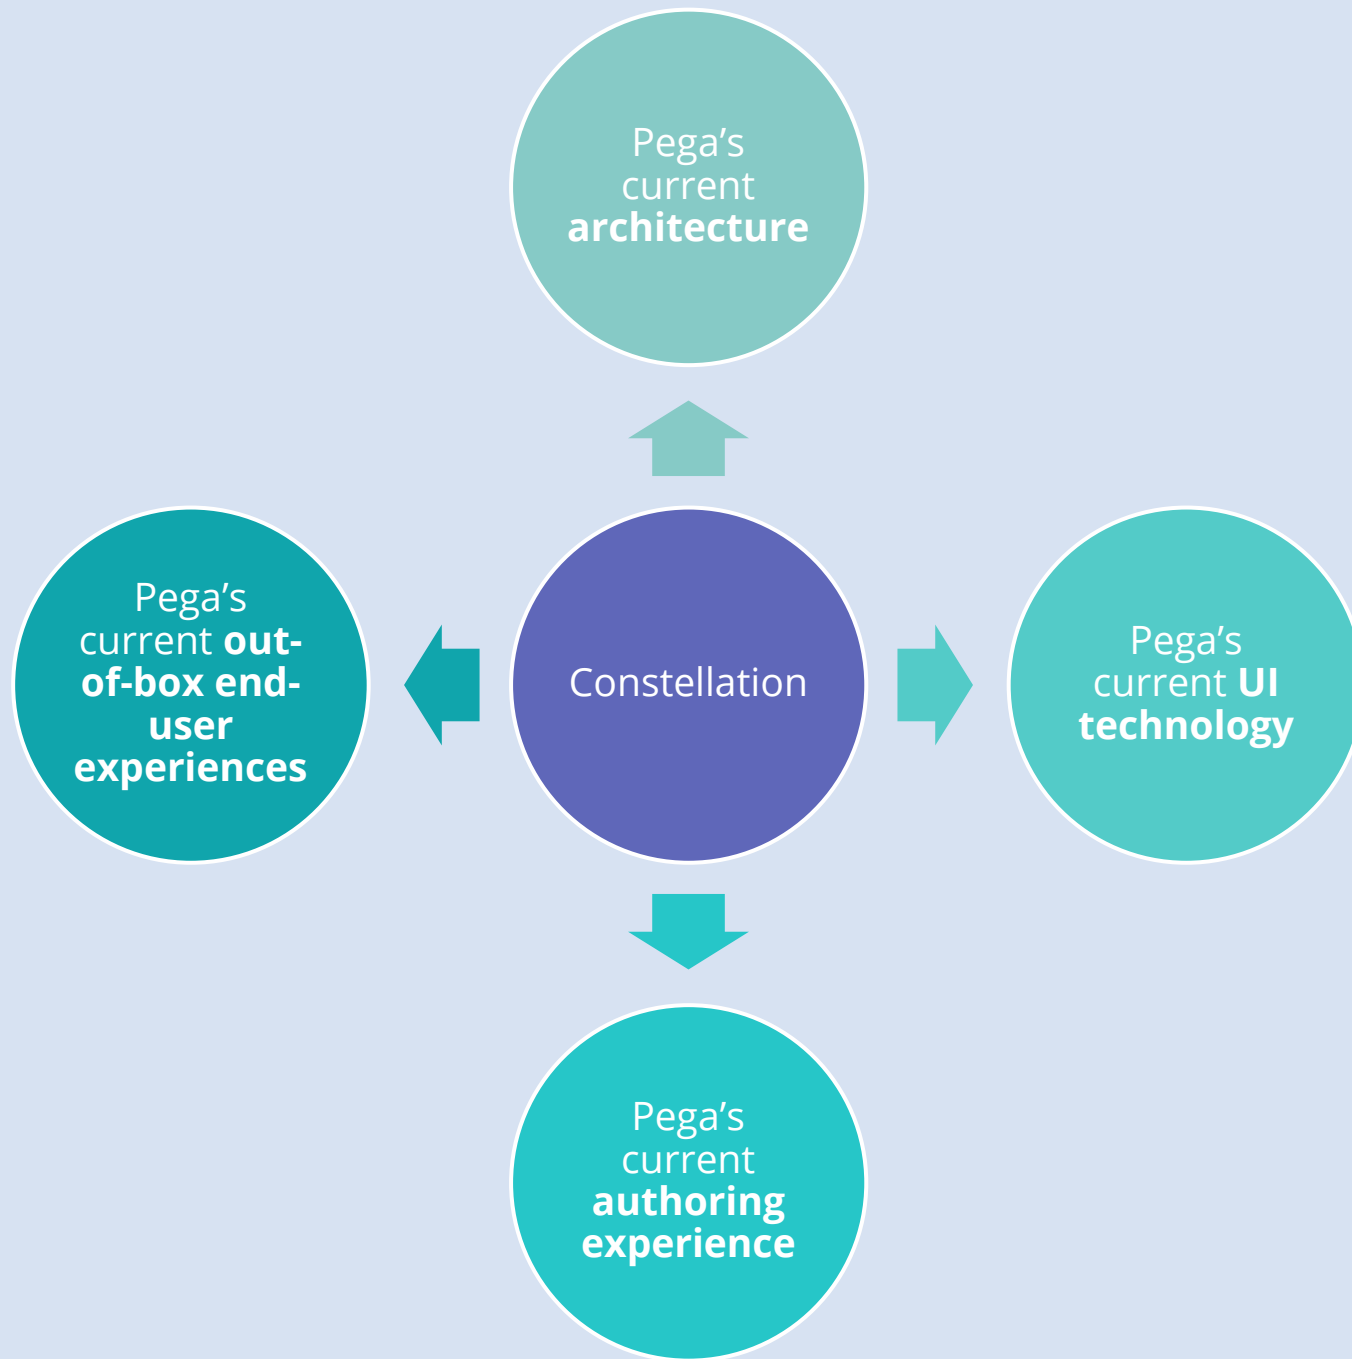 Pega’s
current
architecture
Pega’s
current out-
of-box end-
user
experiences
Constellation
Pega’s
current UI
technology
Pega’s
current
authoring
experience